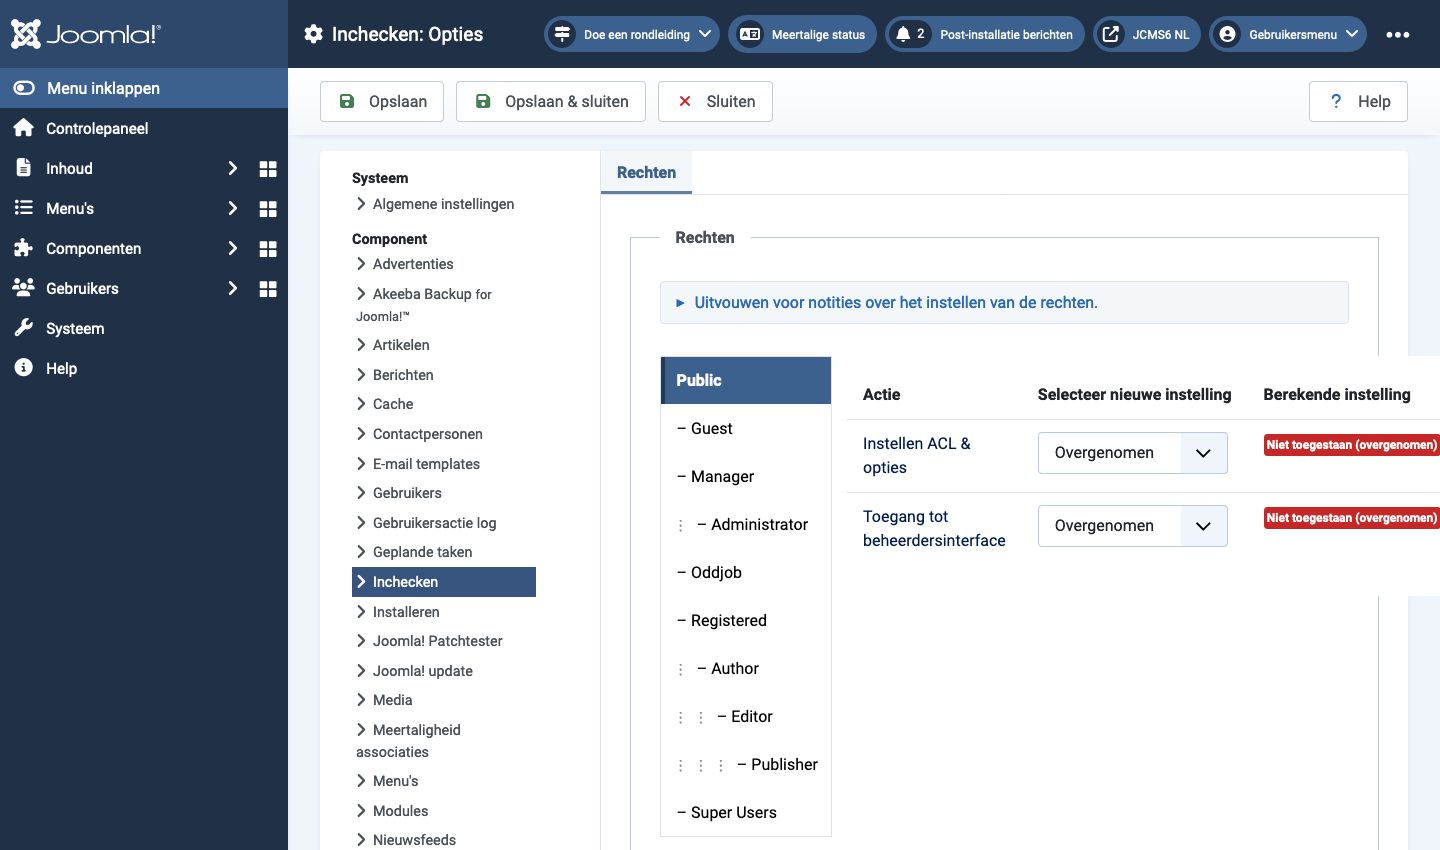 Joomla!®
Inchecken: Opties
Doe een rondleiding
Meertalige status
2 Post-installatie berichten
JCMS6 NL
Gebruikersmenu
Menu inklappen
Controlepaneel
Inhoud
Menu's
Componenten
Gebruikers
Systeem
Help
Opslaan
Opslaan & sluiten
Sluiten
? Help
Systeem
Algemene instellingen
Component
Advertenties
Akeeba Backup for
Joomla!™
Artikelen
Berichten
Cache
Contactpersonen
E-mail templates
Gebruikers
Gebruikersactie log
Geplande taken
Inchecken
Installeren
Joomla! Patchtester
Joomla! update
Media
Meertaligheid
associaties
Menu's
Modules
Nieuwsfeeds
Rechten
Rechten
► Uitvouwen voor notities over het instellen van de rechten.
Public
– Guest
– Manager
⋮ – Administrator
– Oddjob
– Registered
⋮ – Author
⋮ ⋮ – Editor
⋮ ⋮ ⋮ – Publisher
– Super Users
Actie
Selecteer nieuwe instelling
Berekende instelling
Instellen ACL &
opties
Overgenomen
Niet toegestaan (overgenomen)
Toegang tot
beheerdersinterface
Overgenomen
Niet toegestaan (overgenomen)